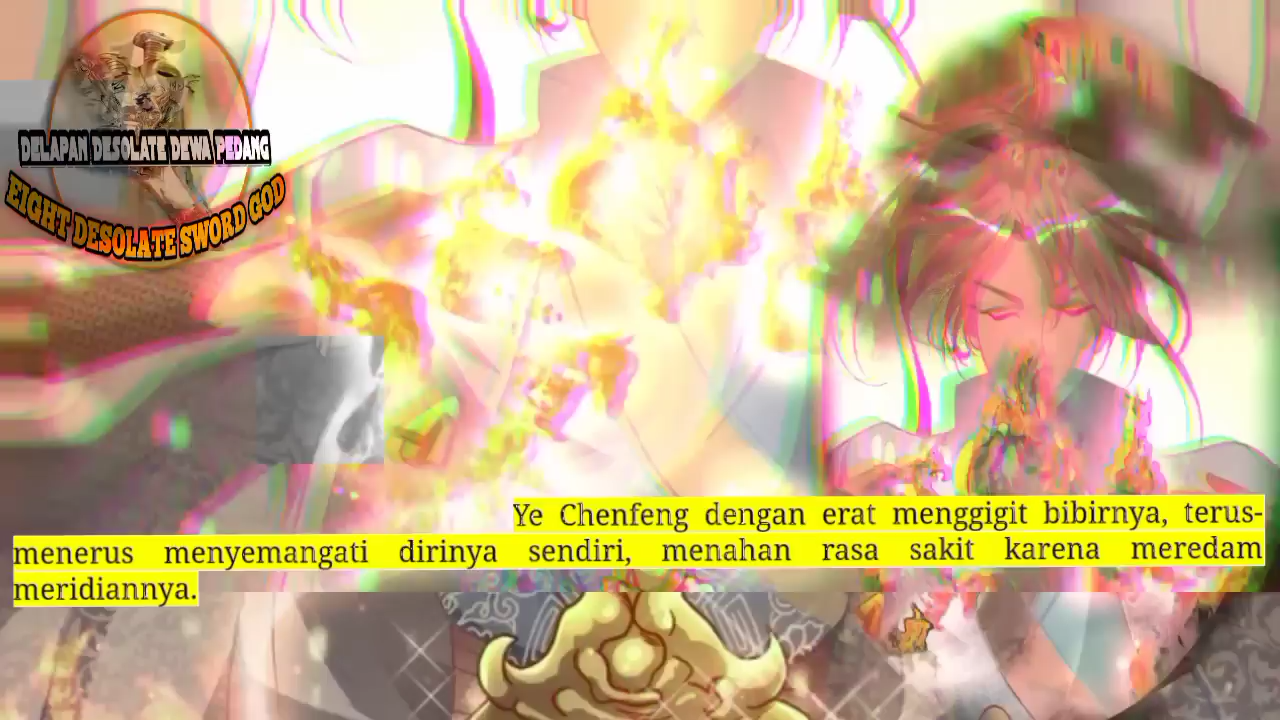 DELAPAN DESOLATE DEWA PEDANG
EIGHT DESOLATE SWORD GOD
Ye Chenfeng dengan erat menggigit bibirnya, terus-
menerus menyemangati dirinya sendiri, menahan rasa sakit karena meredam
meridiannya.